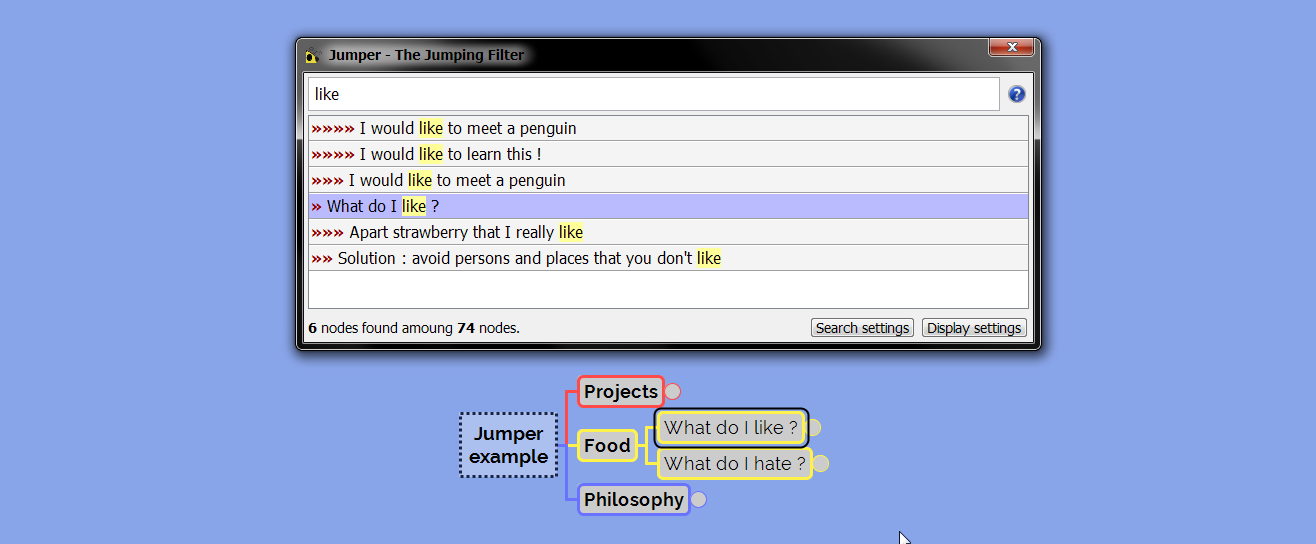 Jumper - The Jumping Filter
like
»»»» I would like to meet a penguin
»»»» I would like to learn this !
»»» I would like to meet a penguin
» What do I like ?
»»» Apart strawberry that I really like
»» Solution : avoid persons and places that you don't like
6 nodes found amoung 74 nodes.
Search settings
Display settings
Projects
What do I like ?
Jumper
example
Food
What do I hate ?
Philosophy